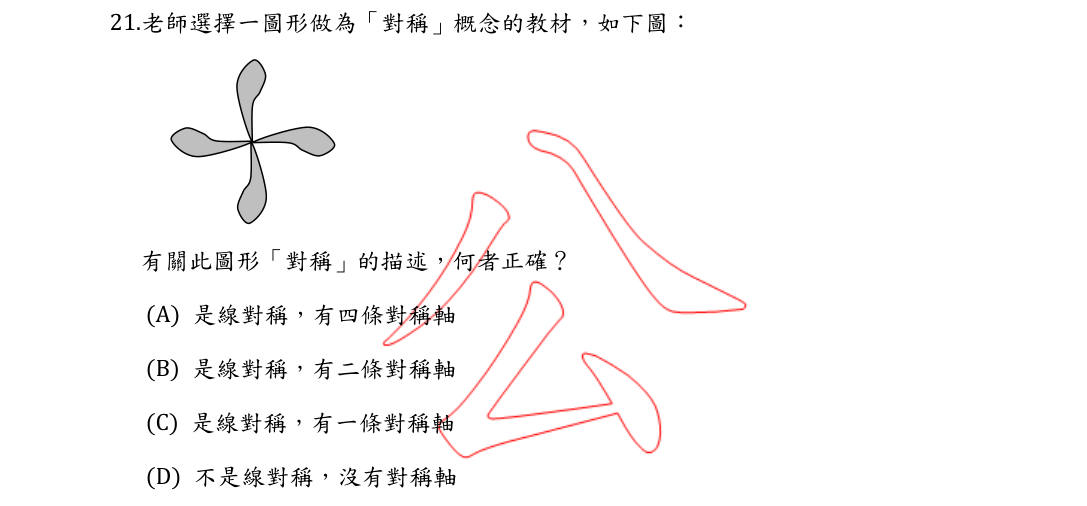 21.老師選擇一圖形做為「對稱」概念的教材，如下圖：
有關此圖形「對稱」的描述，何者正確？
(A) 是線對稱，有四條對稱軸
(B) 是線對稱，有二條對稱軸
(C) 是線對稱，有一條對稱軸
(D) 不是線對稱，沒有對稱軸
公